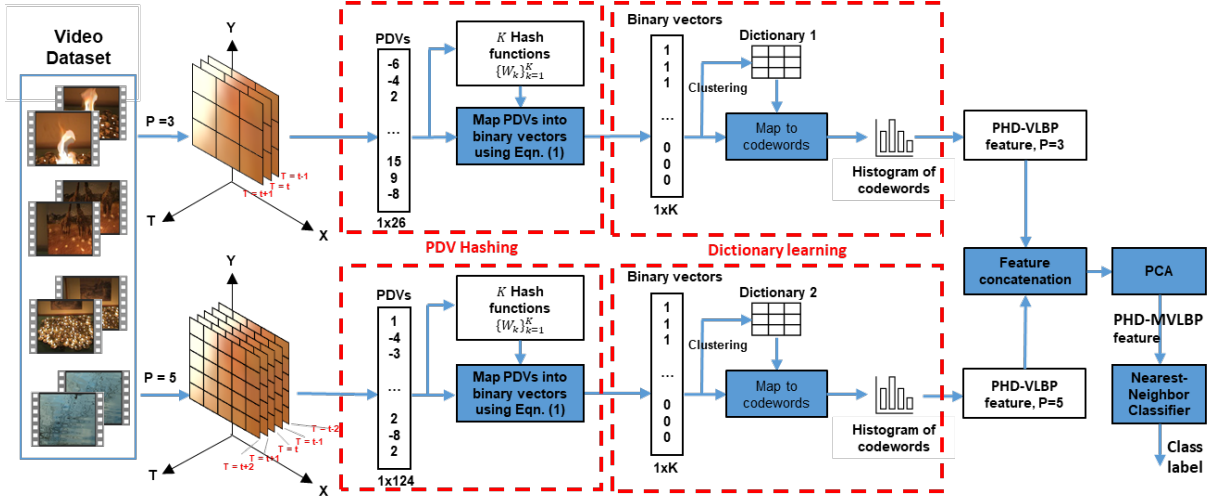 Video
Dataset
P =3
Y
T = t-1
T = t
T = t+1
T
X
PDVs
-6
-4
2
...
15
9
-8
1x26
K Hash
functions
{W_k}_{k=1}^K
Map PDVs into
binary vectors
using Eqn. (1)
PDV Hashing
Binary vectors
1
1
1
...
0
0
0
1xK
Clustering
Dictionary 1
Map to
codewords
Histogram of
codewords
Dictionary learning
PHD-VLBP
feature, P=3
P = 5
Y
T = t-2
T = t-1
T = t
T = t+1
T = t+2
T
X
PDVs
1
-4
-3
...
2
-8
2
1x124
K Hash
functions
{W_k}_{k=1}^K
Map PDVs into
binary vectors
using Eqn. (1)
Binary vectors
1
1
1
...
0
0
0
1xK
Clustering
Dictionary 2
Map to
codewords
Histogram of
codewords
PHD-VLBP
feature, P=5
Feature
concatenation
PCA
PHD-MVLBP
feature
Nearest-
Neighbor
Classifier
Class
label